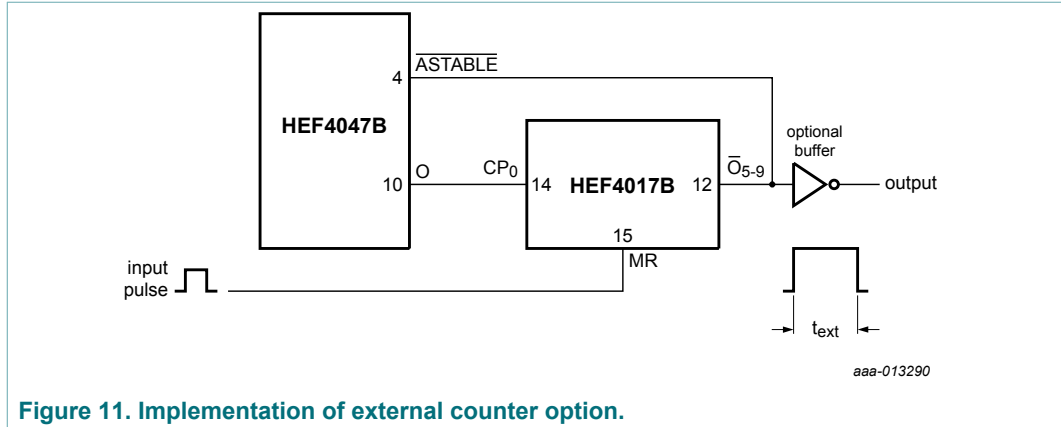 4 ASTABLE
HEF4047B
optional
buffer
10 O CP0 14 HEF4017B 12 O5-9 output
15
MR
input
pulse
text
aaa-013290
Figure 11. Implementation of external counter option.